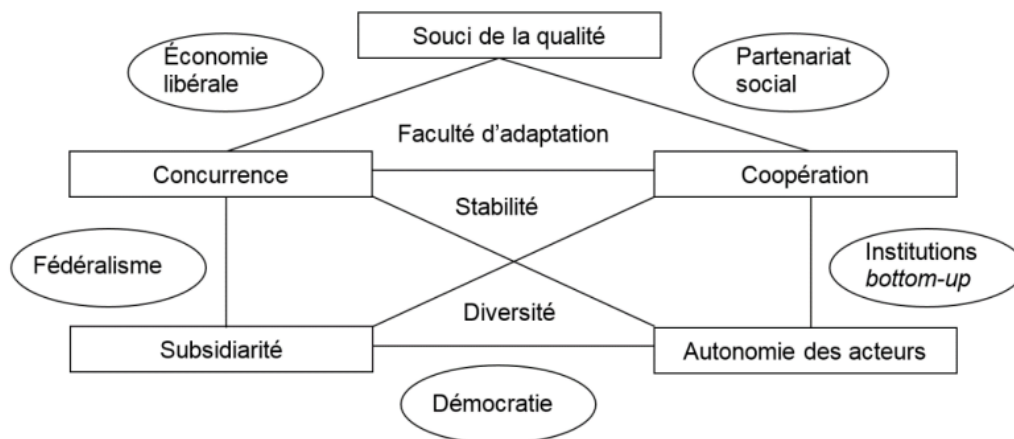 Souci de la qualité
Économie
libérale
Partenariat
social
Faculté d’adaptation
Concurrence
Coopération
Stabilité
Fédéralisme
Institutions
bottom-up
Diversité
Subsidiarité
Autonomie des acteurs
Démocratie